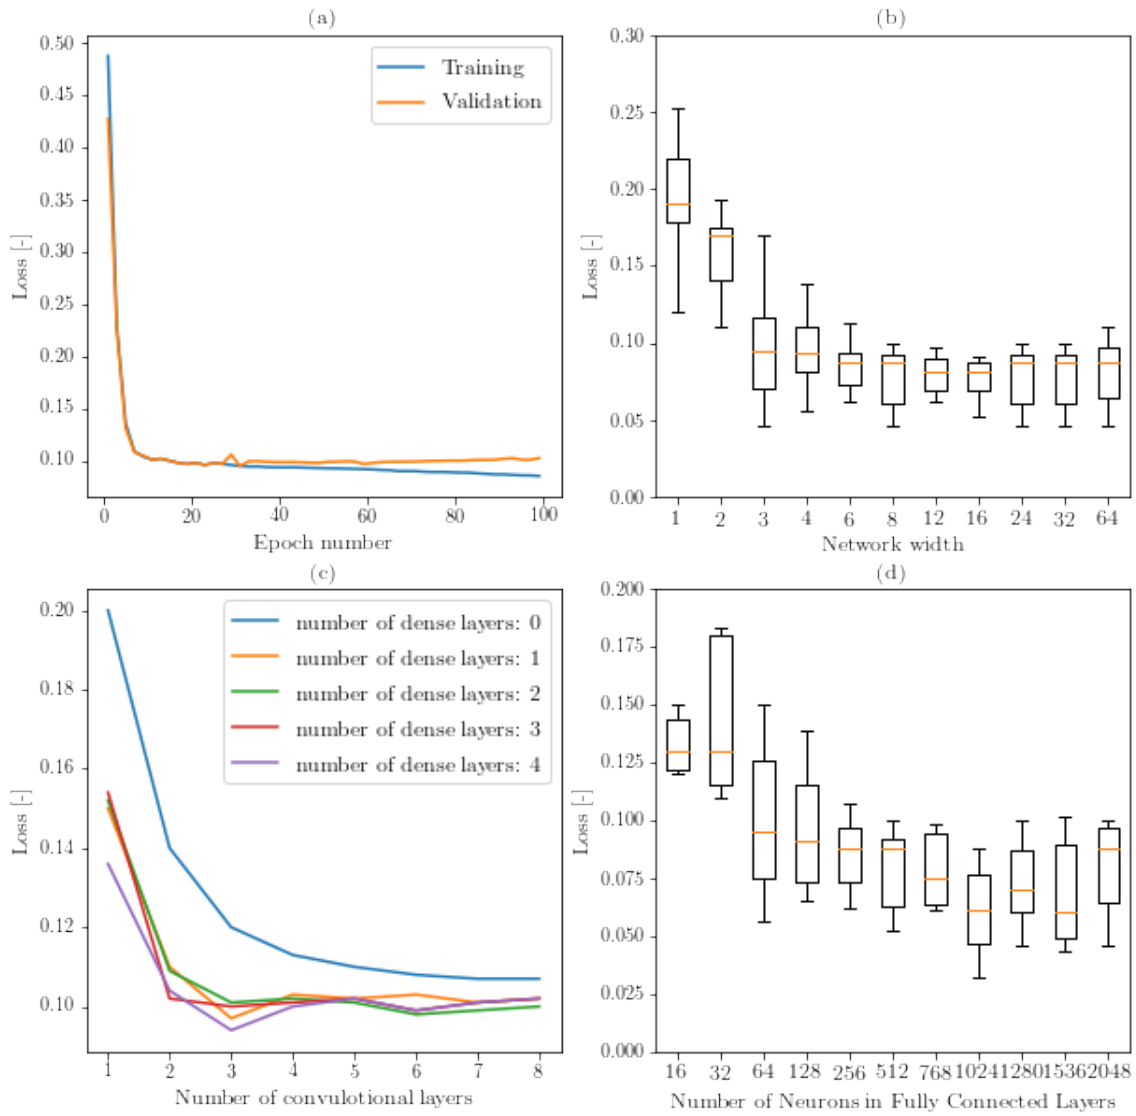 (a)
0.50
0.45
0.40
0.35
0.30
0.25
0.20
0.15
0.10
Loss [-]
Training
Validation
0 20 40 60 80 100
Epoch number
(b)
0.30
0.25
0.20
0.15
0.10
0.05
0.00
Loss [-]
1 2 3 4 6 8 12 16 24 32 64
Network width
(c)
0.20
0.18
0.16
0.14
0.12
0.10
Loss [-]
number of dense layers: 0
number of dense layers: 1
number of dense layers: 2
number of dense layers: 3
number of dense layers: 4
1 2 3 4 5 6 7 8
Number of convulotional layers
(d)
0.200
0.175
0.150
0.125
0.100
0.075
0.050
0.025
0.000
Loss [-]
16 32 64 128 256 512 768 1024 1280 1536 2048
Number of Neurons in Fully Connected Layers